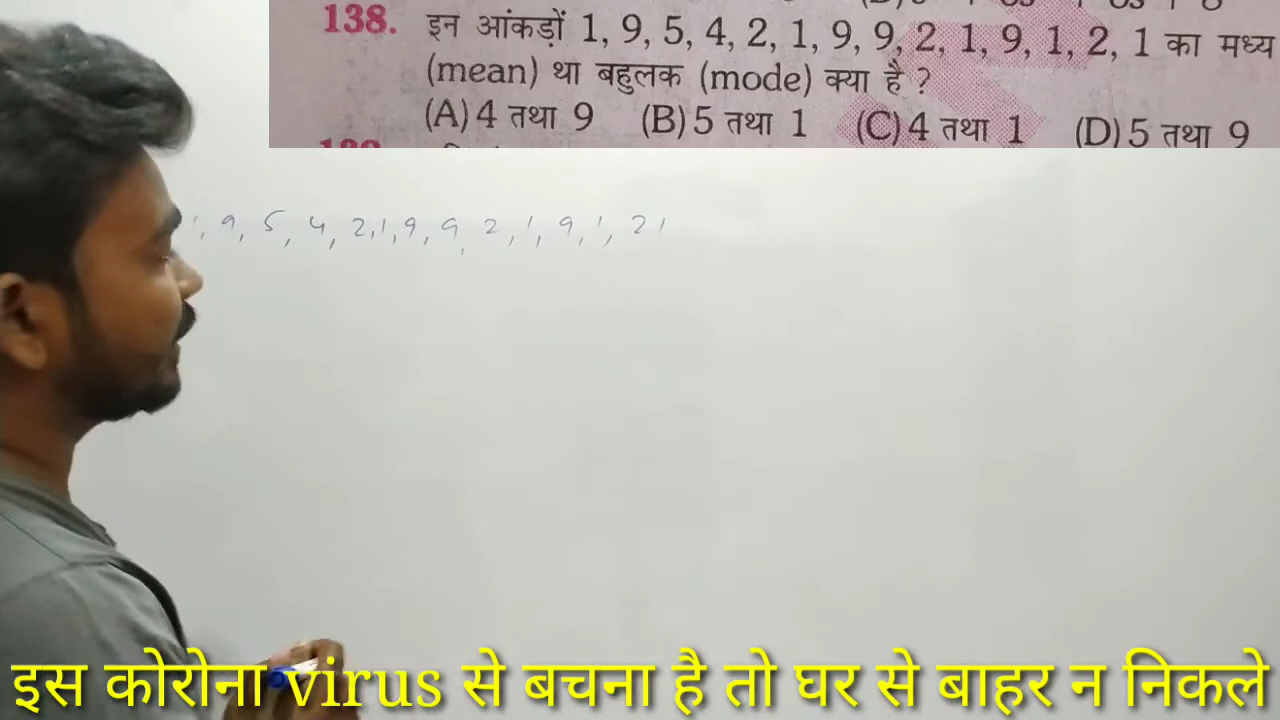 138. इन आंकड़ों 1, 9, 5, 4, 2, 1, 9, 9, 2, 1, 9, 1, 2, 1 का मध्य
(mean) था बहुलक (mode) क्या है ?
(A) 4 तथा 9 (B) 5 तथा 1 (C) 4 तथा 1 (D) 5 तथा 9
1, 9, 5, 4, 2, 1, 9, 9, 2, 1, 9, 1, 2 1
इस कोरोना virus से बचना है तो घर से बाहर न निकले